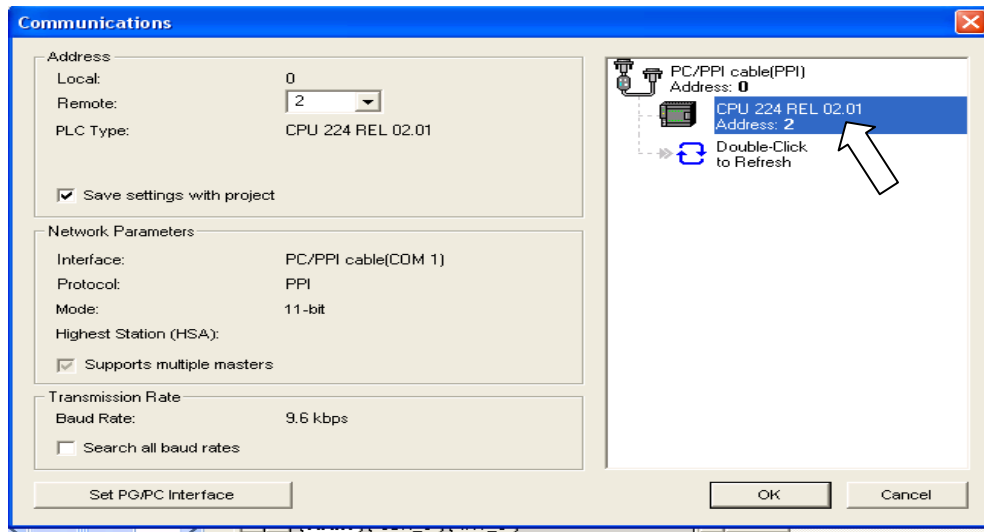 Communications
Address
Local: 0
Remote: 2
PLC Type: CPU 224 REL 02.01
Save settings with project
Network Parameters
Interface: PC/PPI cable(COM 1)
Protocol: PPI
Mode: 11-bit
Highest Station (HSA):
Supports multiple masters
Transmission Rate
Baud Rate: 9.6 kbps
Search all baud rates
Set PG/PC Interface
PC/PPI cable(PPI)
Address: 0
CPU 224 REL 02.01
Address: 2
Double-Click
to Refresh
OK Cancel